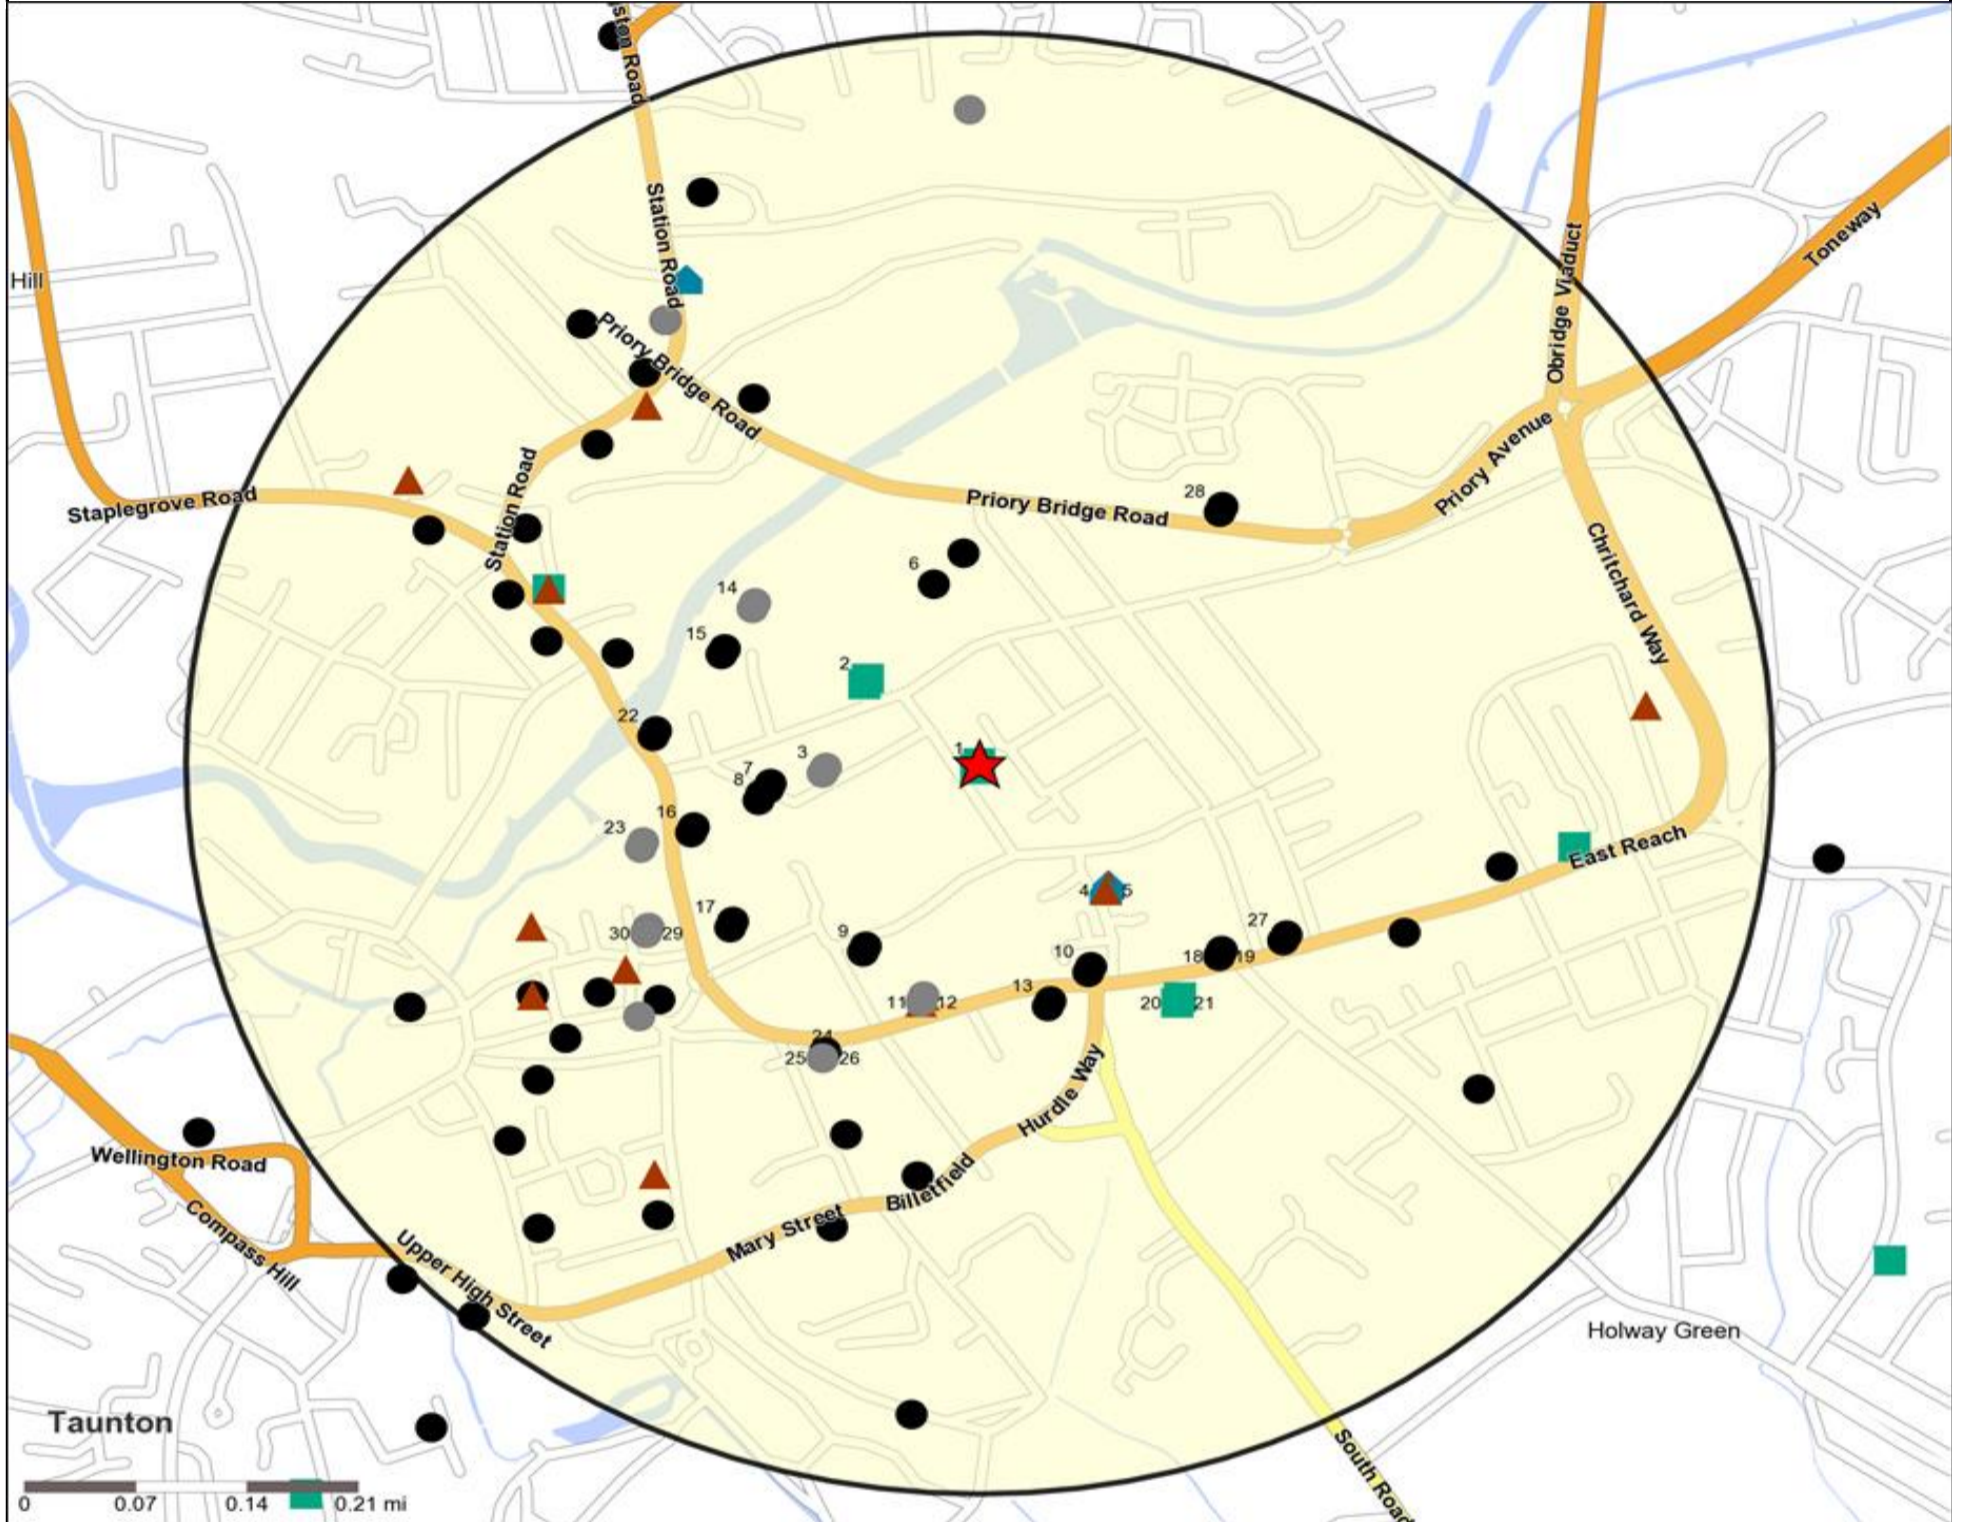 ston Road
Station Road
Hill
Priory Bridge Road
Obridge Viaduct
Toneway
Staplegrove Road
Station Road
Priory Bridge Road
28
Priory Avenue
Chritchard Way
6
14
15
2
22
1
3
7
8
16
23
East Reach
4 5
17
30 29
9
27
10
18 19
13
11 12
20 21
24
25 26
Hurdle Way
Wellington Road
Billetfield
Mary Street
Compass Hill
Upper High Street
Holway Green
Taunton
South Road
0 0.07 0.14 0.21 mi